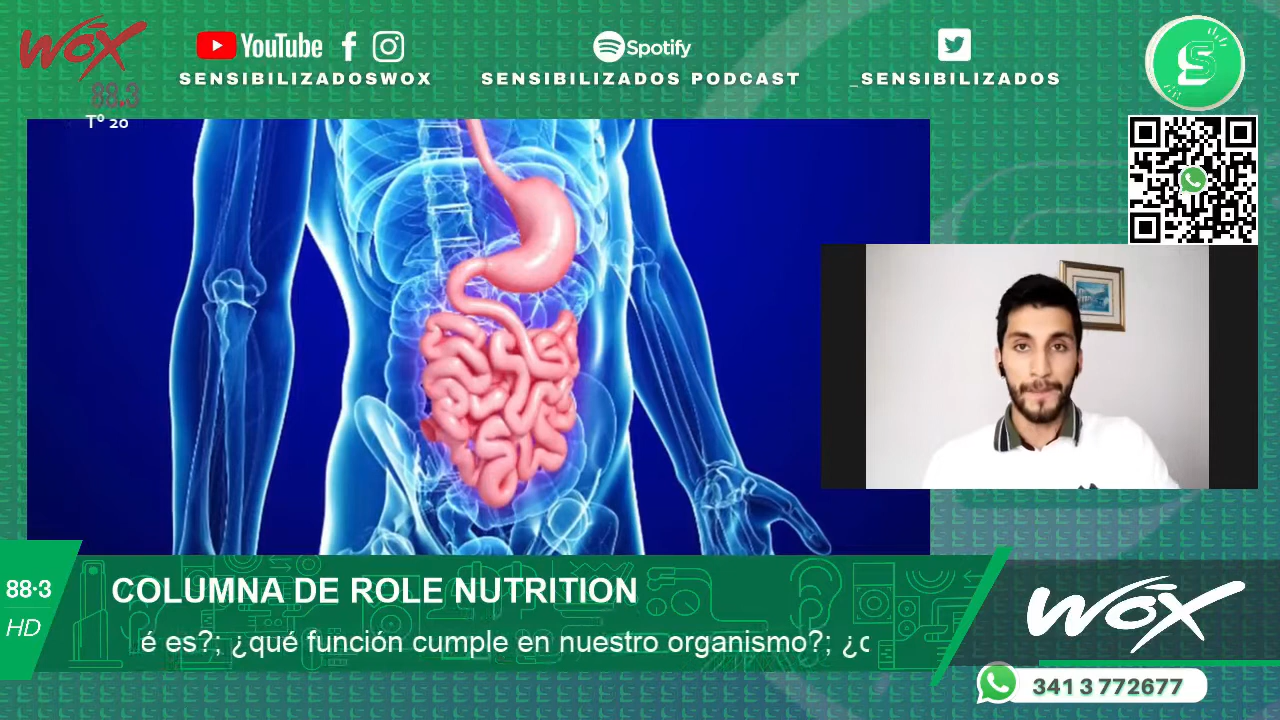 WOX
88.3
Tº 20
YouTube
SENSIBILIZADOSWOX
Spotify
SENSIBILIZADOS PODCAST
_SENSIBILIZADOS
S
88·3
HD
COLUMNA DE ROLE NUTRITION
é es?; ¿qué función cumple en nuestro organismo?; ¿c
WOX
341 3 772677